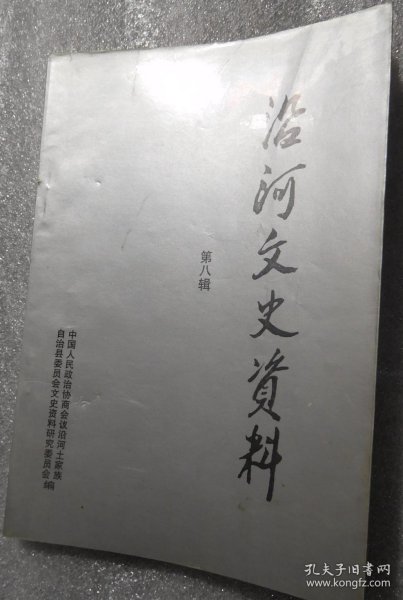 沿河文史資料
第八辑
中国人民政治协商会议沿河土家族
自治县委员会文史资料研究委员会编
孔夫子旧书网
www.kongfz.com